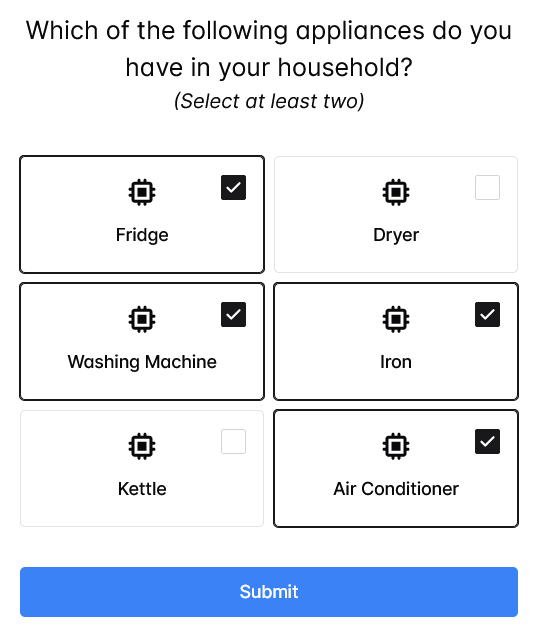 Which of the following appliances do you
have in your household?
(Select at least two)
Fridge
Dryer
Washing Machine
Iron
Kettle
Air Conditioner
Submit